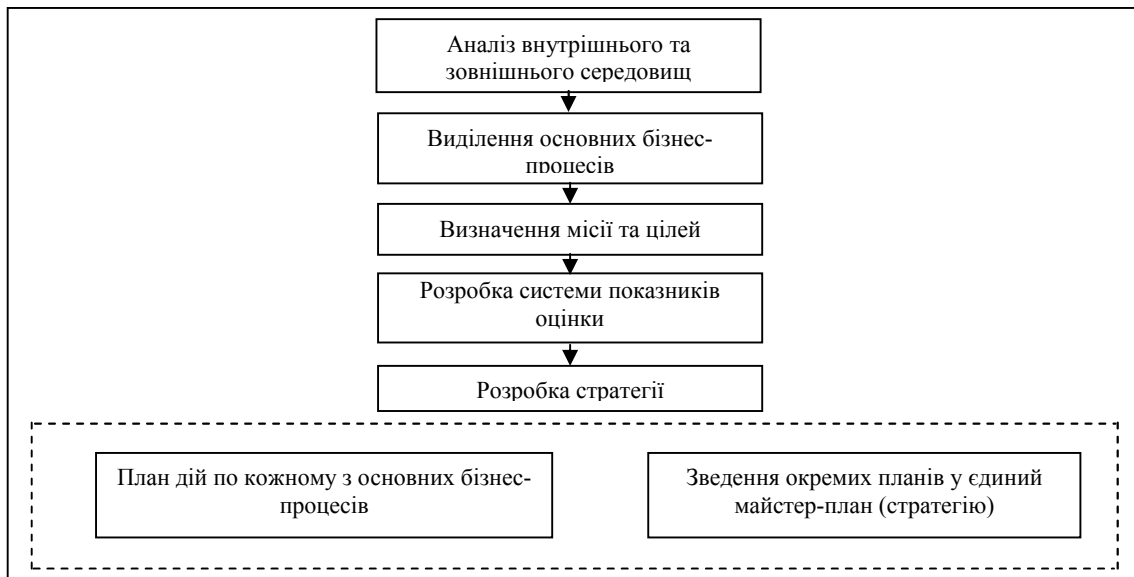 Аналіз внутрішнього та
зовнішнього середовищ
Виділення основних бізнес-
процесів
Визначення місії та цілей
Розробка системи показників
оцінки
Розробка стратегії
План дій по кожному з основних бізнес-
процесів
Зведення окремих планів у єдиний
майстер-план (стратегію)